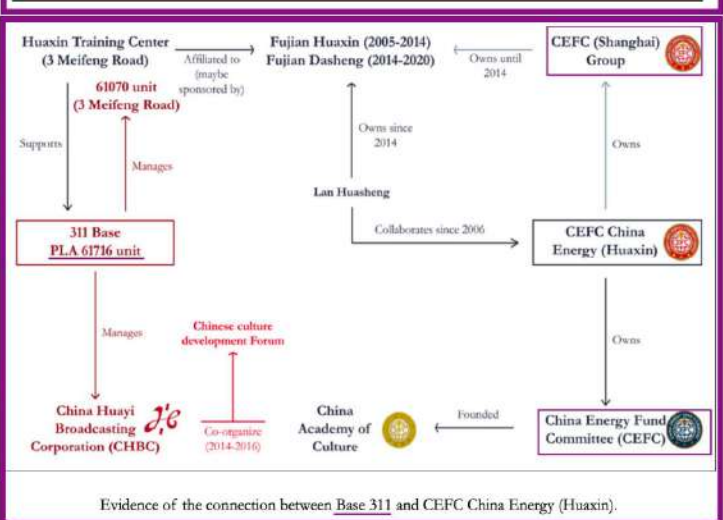 Huaxin Training Center
(3 Meifeng Road)
61070 unit
(3 Meifeng Road)
Affiliated to
(maybe
sponsored by)
Fujian Huaxin (2005-2014)
Fujian Dasheng (2014-2020)
Owns until
2014
CEFC (Shanghai)
Group
Supports
Manages
Owns since
2014
Owns
Lan Huasheng
Collaborates since 2006
311 Base
PLA 61716 unit
CEFC China
Energy (Huaxin)
Manages
Chinese culture
development Forum
Owns
China Huayi
Broadcasting
Corporation (CHBC)
Co-organize
(2014-2016)
China
Academy of
Culture
Founded
China Energy Fund
Committee (CEFC)
Evidence of the connection between Base 311 and CEFC China Energy (Huaxin).